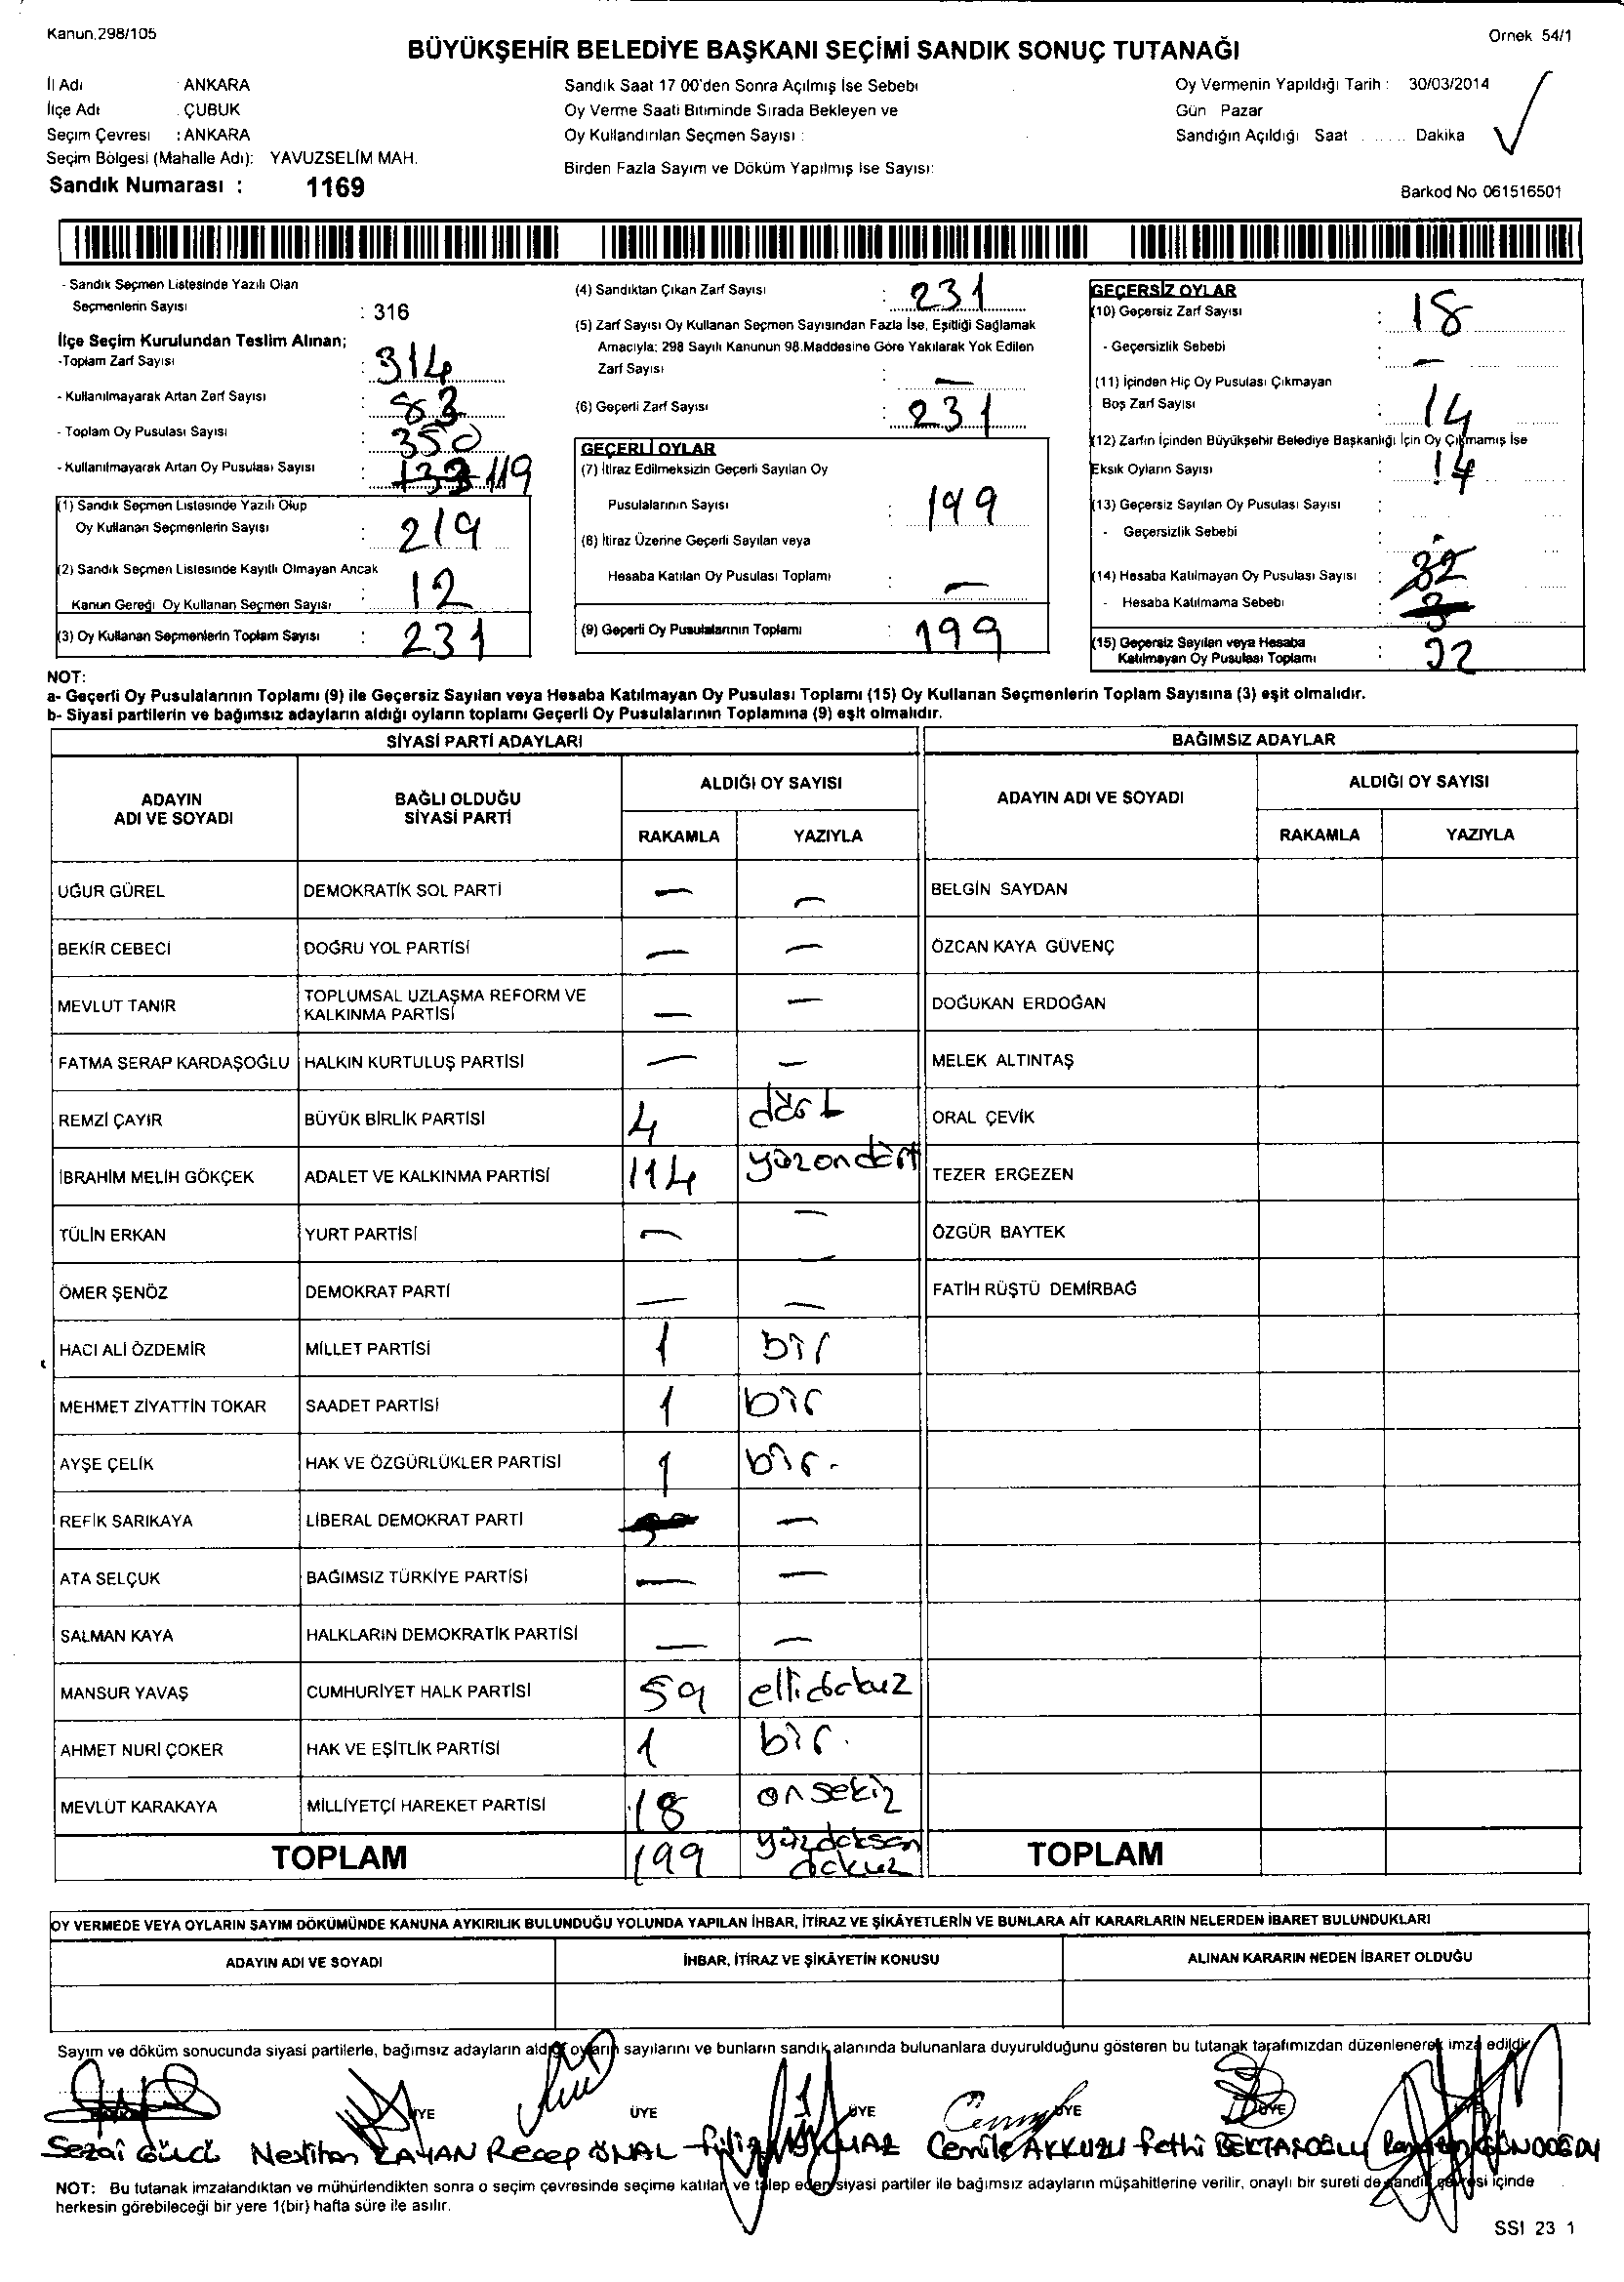 Kanun.298/105
Örnek 54/1
BÜYÜKŞEHİR BELEDİYE BAŞKANI SEÇİMİ SANDIK SONUÇ TUTANAĞI
İl Adı : ANKARA
İlçe Adı : ÇUBUK
Seçim Çevresi : ANKARA
Seçim Bölgesi (Mahalle Adı): YAVUZSELİM MAH.
Sandık Numarası : 1169
Sandık Saat 17 00'den Sonra Açılmış İse Sebebi
Oy Verme Saati Bitiminde Sırada Bekleyen ve
Oy Kullandırılan Seçmen Sayısı :
Birden Fazla Sayım ve Döküm Yapılmış İse Sayısı:
Oy Vermenin Yapıldığı Tarih : 30/03/2014
Gün Pazar
Sandığın Açıldığı Saat ....... Dakika
Barkod No 061516501
- Sandık Seçmen Listesinde Yazılı Olan
Seçmenlerin Sayısı : 316
İlçe Seçim Kurulundan Teslim Alınan;
-Toplam Zarf Sayısı : 314
- Kullanılmayarak Artan Zarf Sayısı : 83
- Toplam Oy Pusulası Sayısı : 350
- Kullanılmayarak Artan Oy Pusulası Sayısı : 119
(1) Sandık Seçmen Listesinde Yazılı Olup
Oy Kullanan Seçmenlerin Sayısı : 219
(2) Sandık Seçmen Listesinde Kayıtlı Olmayan Ancak
Kanun Gereği Oy Kullanan Seçmen Sayısı : 12
(3) Oy Kullanan Seçmenlerin Toplam Sayısı : 231
(4) Sandıktan Çıkan Zarf Sayısı : 231
(5) Zarf Sayısı Oy Kullanan Seçmen Sayısından Fazla İse, Eşitliği Sağlamak
Amacıyla; 298 Sayılı Kanunun 98.Maddesine Göre Yakılarak Yok Edilen
Zarf Sayısı : —
(6) Geçerli Zarf Sayısı : 231
GEÇERLİ OYLAR
(7) İtiraz Edilmeksizin Geçerli Sayılan Oy
Pusulalarının Sayısı : 199
(8) İtiraz Üzerine Geçerli Sayılan veya
Hesaba Katılan Oy Pusulası Toplamı : —
(9) Geçerli Oy Pusulalarının Toplamı : 199
GEÇERSİZ OYLAR
(10) Geçersiz Zarf Sayısı : 18
- Geçersizlik Sebebi : —
(11) İçinden Hiç Oy Pusulası Çıkmayan
Boş Zarf Sayısı : 14
(12) Zarfın İçinden Büyükşehir Belediye Başkanlığı İçin Oy Çıkmamış İse
Eksik Oyların Sayısı : 14
(13) Geçersiz Sayılan Oy Pusulası Sayısı :
- Geçersizlik Sebebi :
(14) Hesaba Katılmayan Oy Pusulası Sayısı : 32
- Hesaba Katılmama Sebebi :
(15) Geçersiz Sayılan veya Hesaba
Katılmayan Oy Pusulası Toplamı : 32
NOT:
a- Geçerli Oy Pusulalarının Toplamı (9) ile Geçersiz Sayılan veya Hesaba Katılmayan Oy Pusulası Toplamı (15) Oy Kullanan Seçmenlerin Toplam Sayısına (3) eşit olmalıdır.
b- Siyasi partilerin ve bağımsız adayların aldığı oyların toplamı Geçerli Oy Pusulalarının Toplamına (9) eşit olmalıdır.
SİYASİ PARTİ ADAYLARI BAĞIMSIZ ADAYLAR
ADAYIN ADI VE SOYADI BAĞLI OLDUĞU SİYASİ PARTİ ALDIĞI OY SAYISI ADAYIN ADI VE SOYADI ALDIĞI OY SAYISI
RAKAMLA YAZIYLA RAKAMLA YAZIYLA
UĞUR GÜREL DEMOKRATİK SOL PARTİ — — BELGİN SAYDAN
BEKİR CEBECİ DOĞRU YOL PARTİSİ — — ÖZCAN KAYA GÜVENÇ
MEVLUT TANIR TOPLUMSAL UZLAŞMA REFORM VE KALKINMA PARTİSİ — — DOĞUKAN ERDOĞAN
FATMA SERAP KARDAŞOĞLU HALKIN KURTULUŞ PARTİSİ — — MELEK ALTINTAŞ
REMZİ ÇAYIR BÜYÜK BİRLİK PARTİSİ 4 dört ORAL ÇEVİK
İBRAHİM MELİH GÖKÇEK ADALET VE KALKINMA PARTİSİ 114 yüzondört TEZER ERGEZEN
TÜLİN ERKAN YURT PARTİSİ — — ÖZGÜR BAYTEK
ÖMER ŞENÖZ DEMOKRAT PARTİ — — FATİH RÜŞTÜ DEMİRBAĞ
HACI ALİ ÖZDEMİR MİLLET PARTİSİ 1 bir
MEHMET ZİYATTİN TOKAR SAADET PARTİSİ 1 bir
AYŞE ÇELİK HAK VE ÖZGÜRLÜKLER PARTİSİ 1 bir.
REFİK SARIKAYA LİBERAL DEMOKRAT PARTİ —
ATA SELÇUK BAĞIMSIZ TÜRKİYE PARTİSİ — —
SALMAN KAYA HALKLARIN DEMOKRATİK PARTİSİ — —
MANSUR YAVAŞ CUMHURİYET HALK PARTİSİ 59 ellidokuz
AHMET NURİ ÇOKER HAK VE EŞİTLİK PARTİSİ 1 bir.
MEVLÜT KARAKAYA MİLLİYETÇİ HAREKET PARTİSİ 18 onsekiz
TOPLAM 199 yüzdoksan dokuz TOPLAM
OY VERMEDE VEYA OYLARIN SAYIM DÖKÜMÜNDE KANUNA AYKIRILIK BULUNDUĞU YOLUNDA YAPILAN İHBAR, İTİRAZ VE ŞİKÂYETLERİN VE BUNLARA AİT KARARLARIN NELERDEN İBARET BULUNDUKLARI
ADAYIN ADI VE SOYADI İHBAR, İTİRAZ VE ŞİKÂYETİN KONUSU ALINAN KARARIN NEDEN İBARET OLDUĞU
Sayım ve döküm sonucunda siyasi partilerle, bağımsız adayların aldığı oyların sayılarını ve bunların sandık alanında bulunanlara duyurulduğunu gösteren bu tutanak tarafımızdan düzenlenerek imza edildi
ÜYE ÜYE ÜYE ÜYE ÜYE
Sezai GÜLCÜ Neslihan Recep ÖNAL Cemile AKKUZU Fethi BEKTAŞOĞLU GÜNDOĞDU
NOT: Bu tutanak imzalandıktan ve mühürlendikten sonra o seçim çevresinde seçime katılan ve talep eden siyasi partiler ile bağımsız adayların müşahitlerine verilir, onaylı bir sureti de sandık çevresi içinde
herkesin görebileceği bir yere 1(bir) hafta süre ile asılır.
SSI 23 1